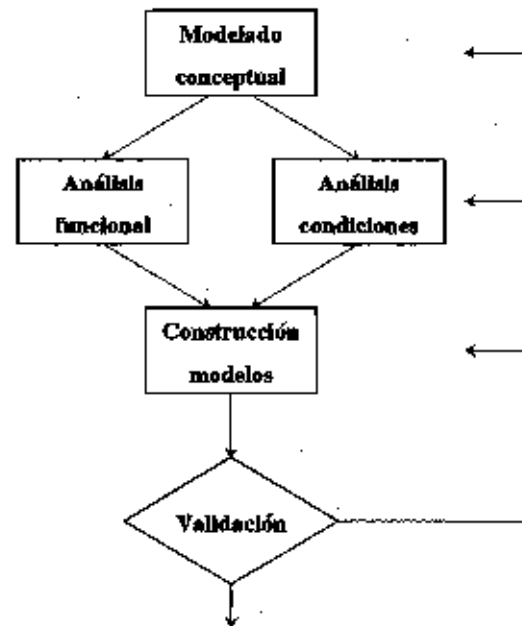 Modelado
conceptual
Análisis
funcional
Análisis
condiciones
Construcción
modelos
Validación